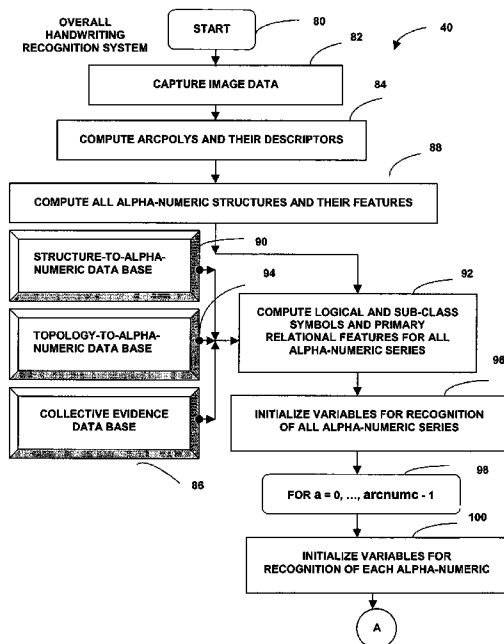 OVERALL
HANDWRITING
RECOGNITION SYSTEM
START
80
40
82
CAPTURE IMAGE DATA
84
COMPUTE ARCPOLYS AND THEIR DESCRIPTORS
88
COMPUTE ALL ALPHA-NUMERIC STRUCTURES AND THEIR FEATURES
90
STRUCTURE-TO-ALPHA-
NUMERIC DATA BASE
94
TOPOLOGY-TO-ALPHA-
NUMERIC DATA BASE
COLLECTIVE EVIDENCE
DATA BASE
86
92
COMPUTE LOGICAL AND SUB-CLASS
SYMBOLS AND PRIMARY
RELATIONAL FEATURES FOR ALL
ALPHA-NUMERIC SERIES
96
INITIALIZE VARIABLES FOR RECOGNITION
OF ALL ALPHA-NUMERIC SERIES
98
FOR a = 0, ..., arcnumc - 1
100
INITIALIZE VARIABLES FOR
RECOGNITION OF EACH ALPHA-NUMERIC
A